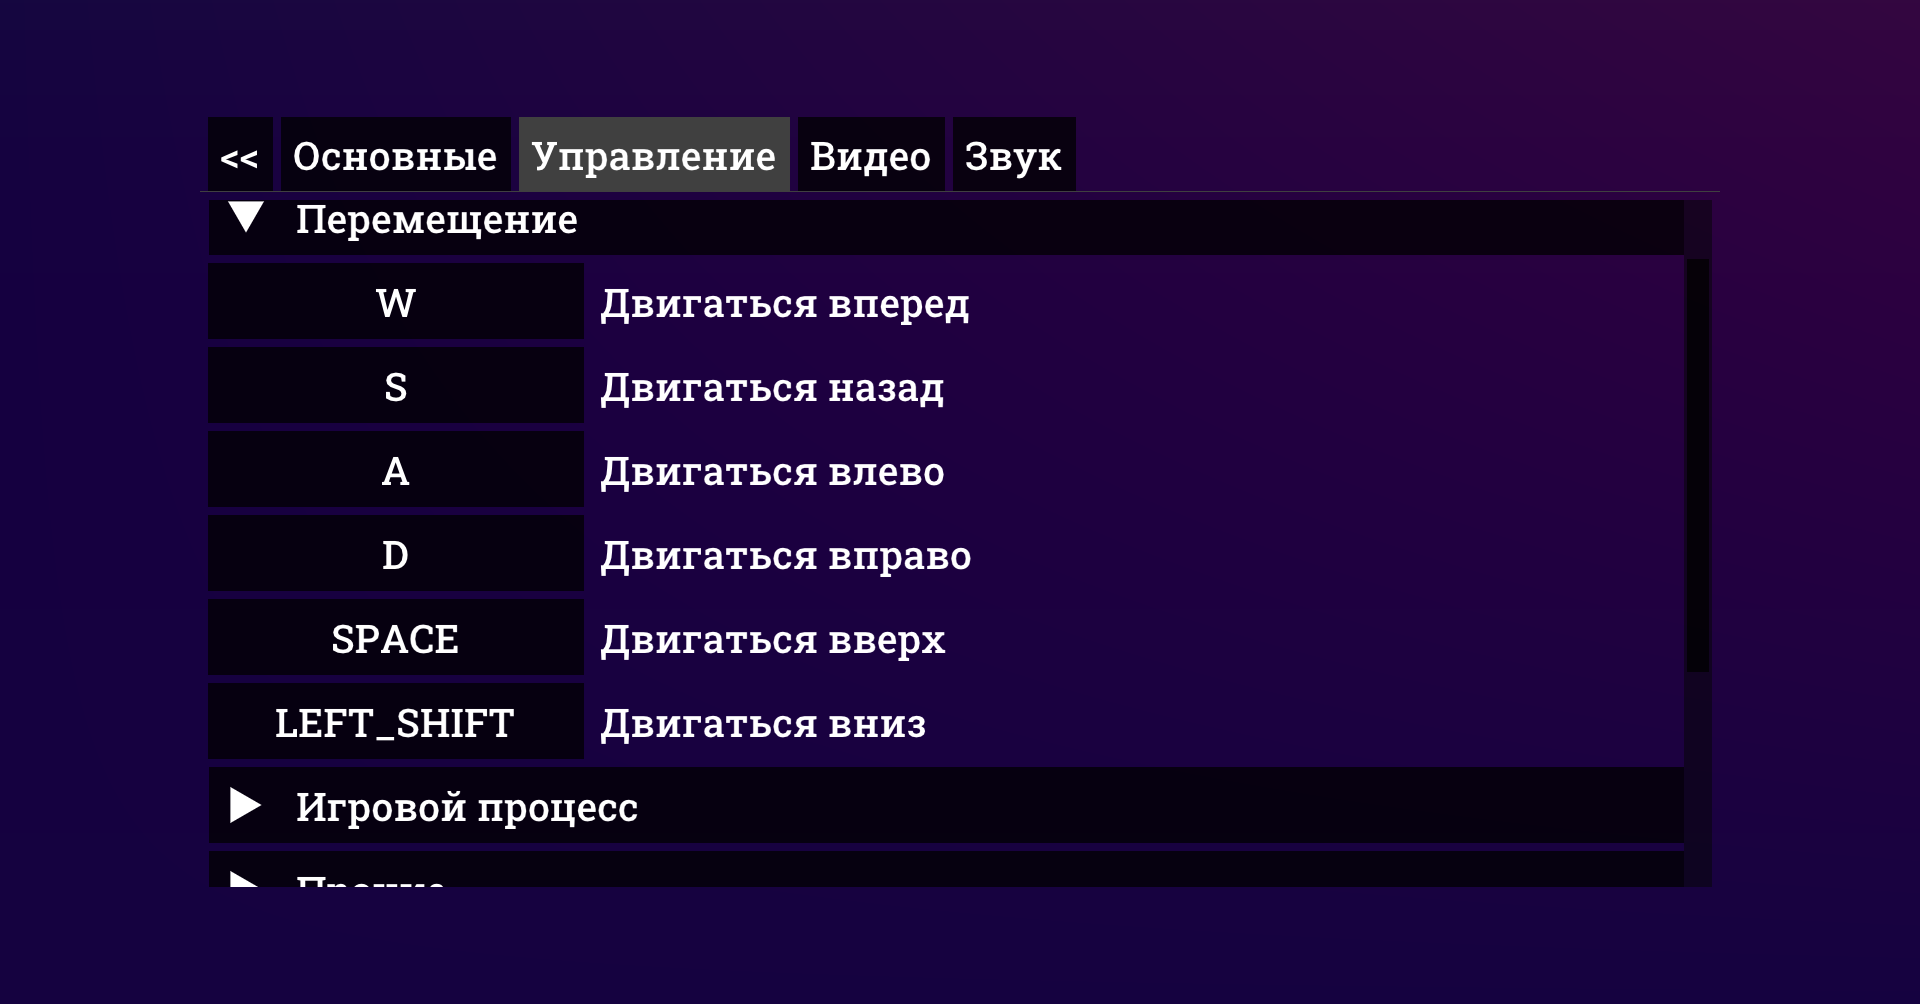 << Основные Управление Видео Звук
Перемещение
W Двигаться вперед
S Двигаться назад
A Двигаться влево
D Двигаться вправо
SPACE Двигаться вверх
LEFT_SHIFT Двигаться вниз
Игровой процесс